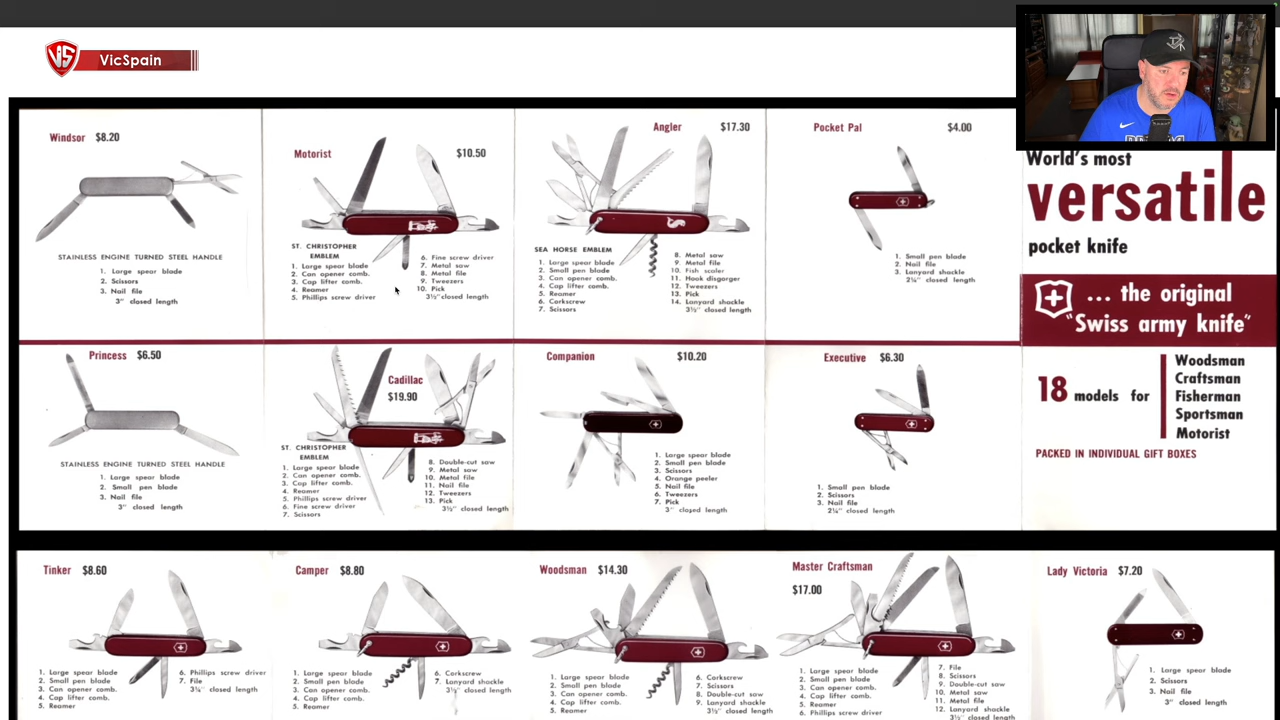 VS VicSpain
Windsor $8.20
STAINLESS ENGINE TURNED STEEL HANDLE
1. Large spear blade
2. Scissors
3. Nail file
3" closed length
Motorist $10.50
ST. CHRISTOPHER
EMBLEM
1. Large spear blade
2. Can opener comb.
3. Cap lifter comb.
4. Reamer
5. Phillips screw driver
6. Fine screw driver
7. Metal saw
8. Metal file
9. Tweezers
10. Pick
3½" closed length
Angler $17.30
SEA HORSE EMBLEM
1. Large spear blade
2. Small pen blade
3. Can opener comb.
4. Cap lifter comb.
5. Reamer
6. Corkscrew
7. Scissors
8. Metal saw
9. Metal file
10. Fish scaler
11. Hook disgorger
12. Tweezers
13. Pick
14. Lanyard shackle
3½" closed length
Pocket Pal $4.00
1. Small pen blade
2. Nail file
3. Lanyard shackle
2¼" closed length
World's most
versatile
pocket knife
... the original
"Swiss army knife"
18 models for
Woodsman
Craftsman
Fisherman
Sportsman
Motorist
PACKED IN INDIVIDUAL GIFT BOXES
Princess $6.50
STAINLESS ENGINE TURNED STEEL HANDLE
1. Large spear blade
2. Small pen blade
3. Nail file
3" closed length
Cadillac
$19.90
ST. CHRISTOPHER
EMBLEM
1. Large spear blade
2. Can opener comb.
3. Cap lifter comb.
4. Reamer
5. Phillips screw driver
6. Fine screw driver
7. Scissors
8. Double-cut saw
9. Metal saw
10. Metal file
11. Nail file
12. Tweezers
13. Pick
3½" closed length
Companion $10.20
1. Large spear blade
2. Small pen blade
3. Scissors
4. Orange peeler
5. Nail file
6. Tweezers
7. Pick
3" closed length
Executive $6.30
1. Small pen blade
2. Scissors
3. Nail file
2¼" closed length
Tinker $8.60
1. Large spear blade
2. Small pen blade
3. Can opener comb.
4. Cap lifter comb.
5. Reamer
6. Phillips screw driver
7. File
3¼" closed length
Camper $8.80
1. Large spear blade
2. Small pen blade
3. Can opener comb.
4. Cap lifter comb.
5. Reamer
6. Corkscrew
7. Lanyard shackle
3½" closed length
Woodsman $14.30
1. Large spear blade
2. Small pen blade
3. Can opener comb.
4. Cap lifter comb.
5. Reamer
6. Corkscrew
7. Scissors
8. Double-cut saw
9. Lanyard shackle
3½" closed length
Master Craftsman
$17.00
1. Large spear blade
2. Small pen blade
3. Can opener comb.
4. Cap lifter comb.
5. Reamer
6. Phillips screw driver
7. File
8. Scissors
9. Double-cut saw
10. Metal saw
11. Metal file
12. Lanyard shackle
3½" closed length
Lady Victoria $7.20
1. Large spear blade
2. Scissors
3. Nail file
3" closed length